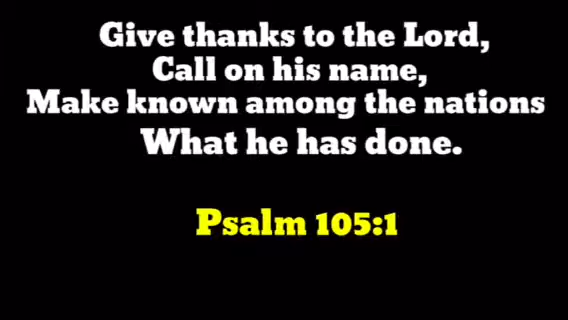 Give thanks to the Lord,
Call on his name,
Make known among the nations
What he has done.
Psalm 105:1